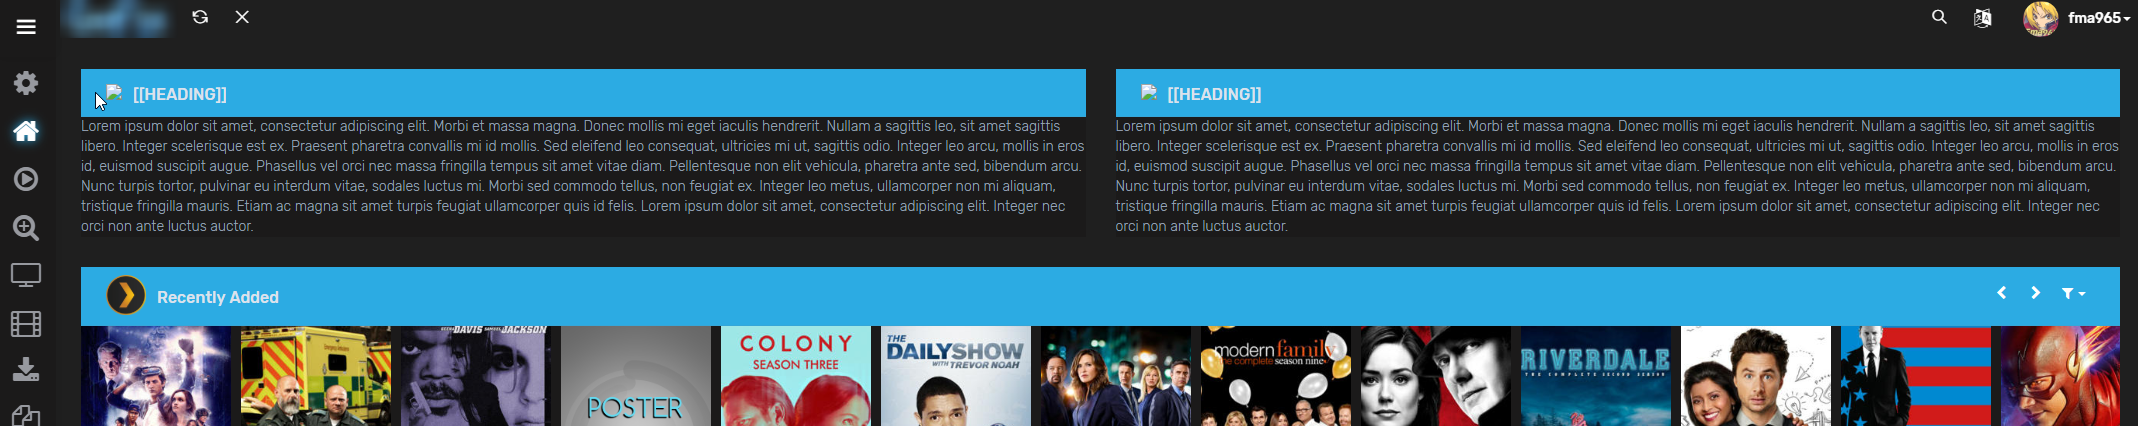 fma965
[[HEADING]]
Lorem ipsum dolor sit amet, consectetur adipiscing elit. Morbi et massa magna. Donec mollis mi eget iaculis hendrerit. Nullam a sagittis leo, sit amet sagittis
libero. Integer scelerisque est ex. Praesent pharetra convallis mi id mollis. Sed eleifend leo consequat, ultricies mi ut, sagittis odio. Integer leo arcu, mollis in eros
id, euismod suscipit augue. Phasellus vel orci nec massa fringilla tempus sit amet vitae diam. Pellentesque non elit vehicula, pharetra ante sed, bibendum arcu.
Nunc turpis tortor, pulvinar eu interdum vitae, sodales luctus mi. Morbi sed commodo tellus, non feugiat ex. Integer leo metus, ullamcorper non mi aliquam,
tristique fringilla mauris. Etiam ac magna sit amet turpis feugiat ullamcorper quis id felis. Lorem ipsum dolor sit amet, consectetur adipiscing elit. Integer nec
orci non ante luctus auctor.
[[HEADING]]
Lorem ipsum dolor sit amet, consectetur adipiscing elit. Morbi et massa magna. Donec mollis mi eget iaculis hendrerit. Nullam a sagittis leo, sit amet sagittis
libero. Integer scelerisque est ex. Praesent pharetra convallis mi id mollis. Sed eleifend leo consequat, ultricies mi ut, sagittis odio. Integer leo arcu, mollis in eros
id, euismod suscipit augue. Phasellus vel orci nec massa fringilla tempus sit amet vitae diam. Pellentesque non elit vehicula, pharetra ante sed, bibendum arcu.
Nunc turpis tortor, pulvinar eu interdum vitae, sodales luctus mi. Morbi sed commodo tellus, non feugiat ex. Integer leo metus, ullamcorper non mi aliquam,
tristique fringilla mauris. Etiam ac magna sit amet turpis feugiat ullamcorper quis id felis. Lorem ipsum dolor sit amet, consectetur adipiscing elit. Integer nec
orci non ante luctus auctor.
Recently Added
DAVIS SAMUEL JACKSON
POSTER
COLONY
SEASON THREE
THE
DAILY SHOW
WITH TREVOR NOAH
modern family
the complete season nine
RIVERDALE
THE COMPLETE SECOND SEASON